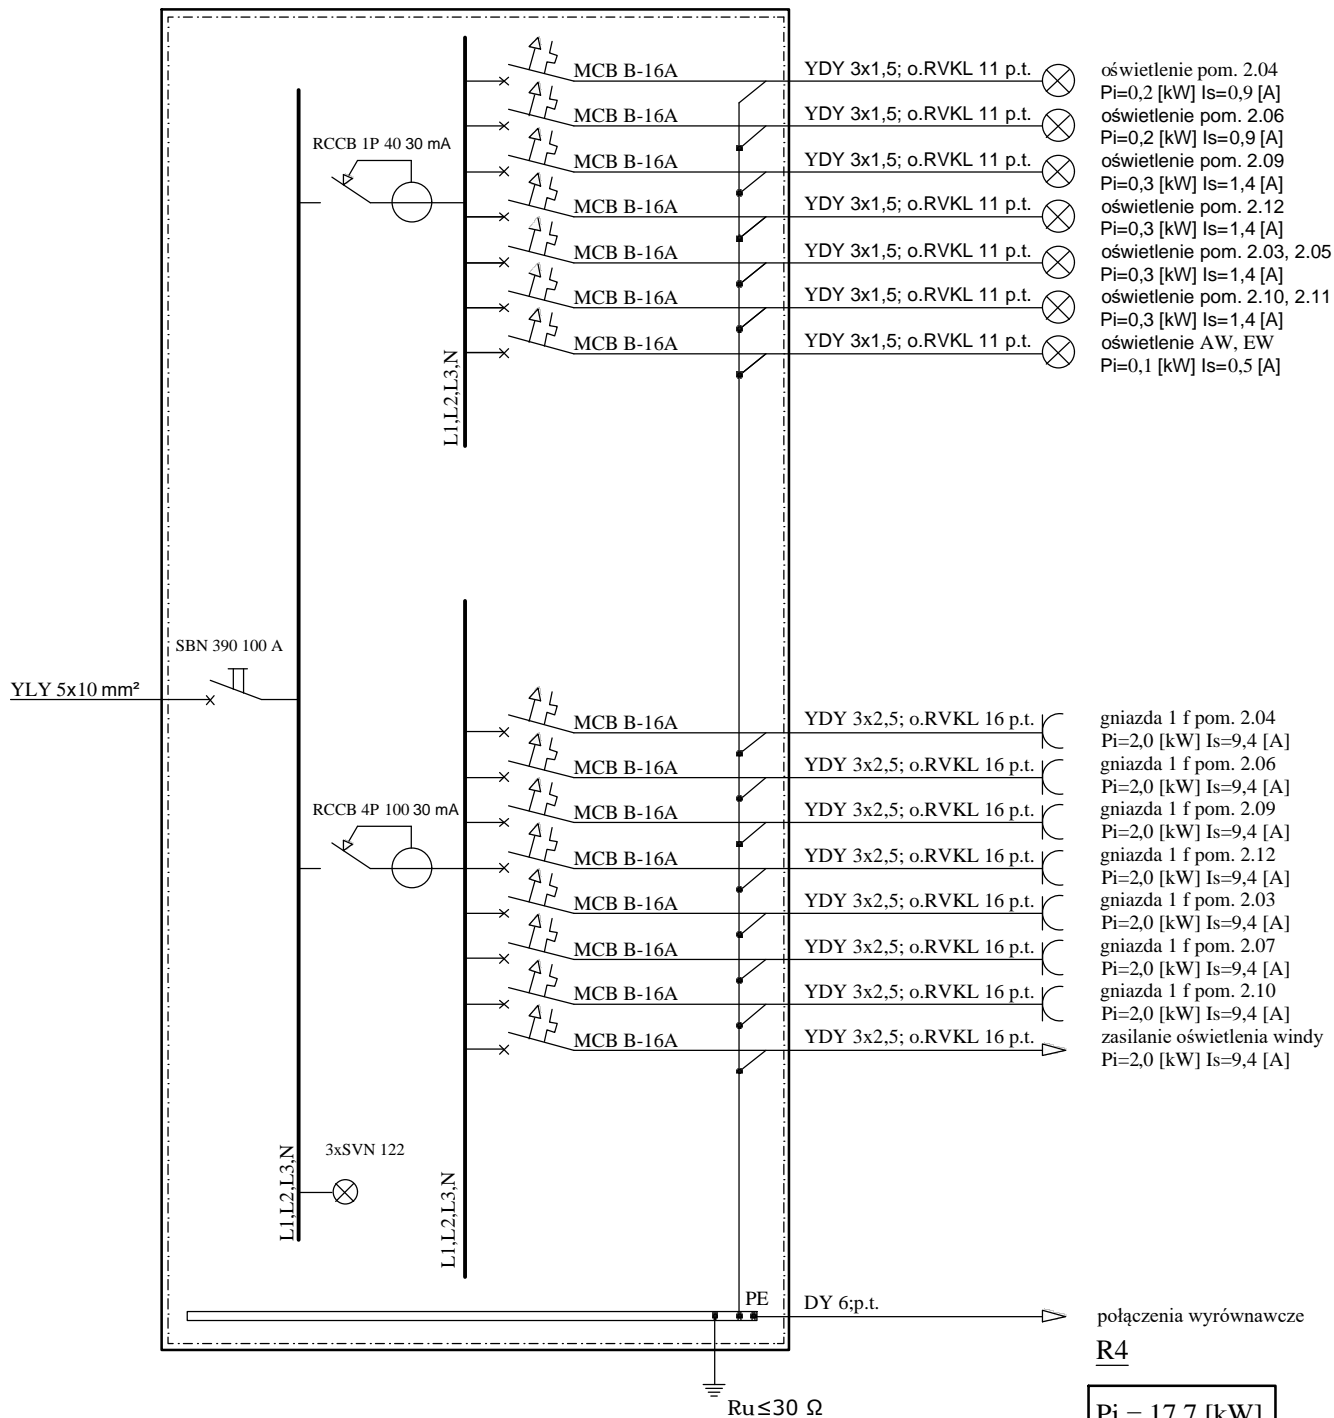 MCB B-16A YDY 3x1,5; o.RVKL 11 p.t. oświetlenie pom. 2.04
Pi=0,2 [kW] Is=0,9 [A]
MCB B-16A YDY 3x1,5; o.RVKL 11 p.t. oświetlenie pom. 2.06
Pi=0,2 [kW] Is=0,9 [A]
RCCB 1P 40 30 mA
MCB B-16A YDY 3x1,5; o.RVKL 11 p.t. oświetlenie pom. 2.09
Pi=0,3 [kW] Is=1,4 [A]
MCB B-16A YDY 3x1,5; o.RVKL 11 p.t. oświetlenie pom. 2.12
Pi=0,3 [kW] Is=1,4 [A]
MCB B-16A YDY 3x1,5; o.RVKL 11 p.t. oświetlenie pom. 2.03, 2.05
Pi=0,3 [kW] Is=1,4 [A]
MCB B-16A YDY 3x1,5; o.RVKL 11 p.t. oświetlenie pom. 2.10, 2.11
Pi=0,3 [kW] Is=1,4 [A]
MCB B-16A YDY 3x1,5; o.RVKL 11 p.t. oświetlenie AW, EW
Pi=0,1 [kW] Is=0,5 [A]
L1,L2,L3,N
SBN 390 100 A
YLY 5x10 mm²
MCB B-16A YDY 3x2,5; o.RVKL 16 p.t. gniazda 1 f pom. 2.04
Pi=2,0 [kW] Is=9,4 [A]
MCB B-16A YDY 3x2,5; o.RVKL 16 p.t. gniazda 1 f pom. 2.06
Pi=2,0 [kW] Is=9,4 [A]
RCCB 4P 100 30 mA
MCB B-16A YDY 3x2,5; o.RVKL 16 p.t. gniazda 1 f pom. 2.09
Pi=2,0 [kW] Is=9,4 [A]
MCB B-16A YDY 3x2,5; o.RVKL 16 p.t. gniazda 1 f pom. 2.12
Pi=2,0 [kW] Is=9,4 [A]
MCB B-16A YDY 3x2,5; o.RVKL 16 p.t. gniazda 1 f pom. 2.03
Pi=2,0 [kW] Is=9,4 [A]
MCB B-16A YDY 3x2,5; o.RVKL 16 p.t. gniazda 1 f pom. 2.07
Pi=2,0 [kW] Is=9,4 [A]
MCB B-16A YDY 3x2,5; o.RVKL 16 p.t. gniazda 1 f pom. 2.10
Pi=2,0 [kW] Is=9,4 [A]
MCB B-16A YDY 3x2,5; o.RVKL 16 p.t. zasilanie oświetlenia windy
Pi=2,0 [kW] Is=9,4 [A]
3xSVN 122
L1,L2,L3,N
L1,L2,L3,N
PE DY 6;p.t. połączenia wyrównawcze
R4
Ru≤30 Ω
Pi = 17,7 [kW]